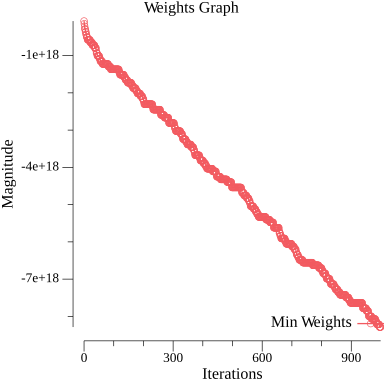 Weights Graph
-1e+18
-4e+18
-7e+18
Magnitude
Min Weights
0
300
600
900
Iterations